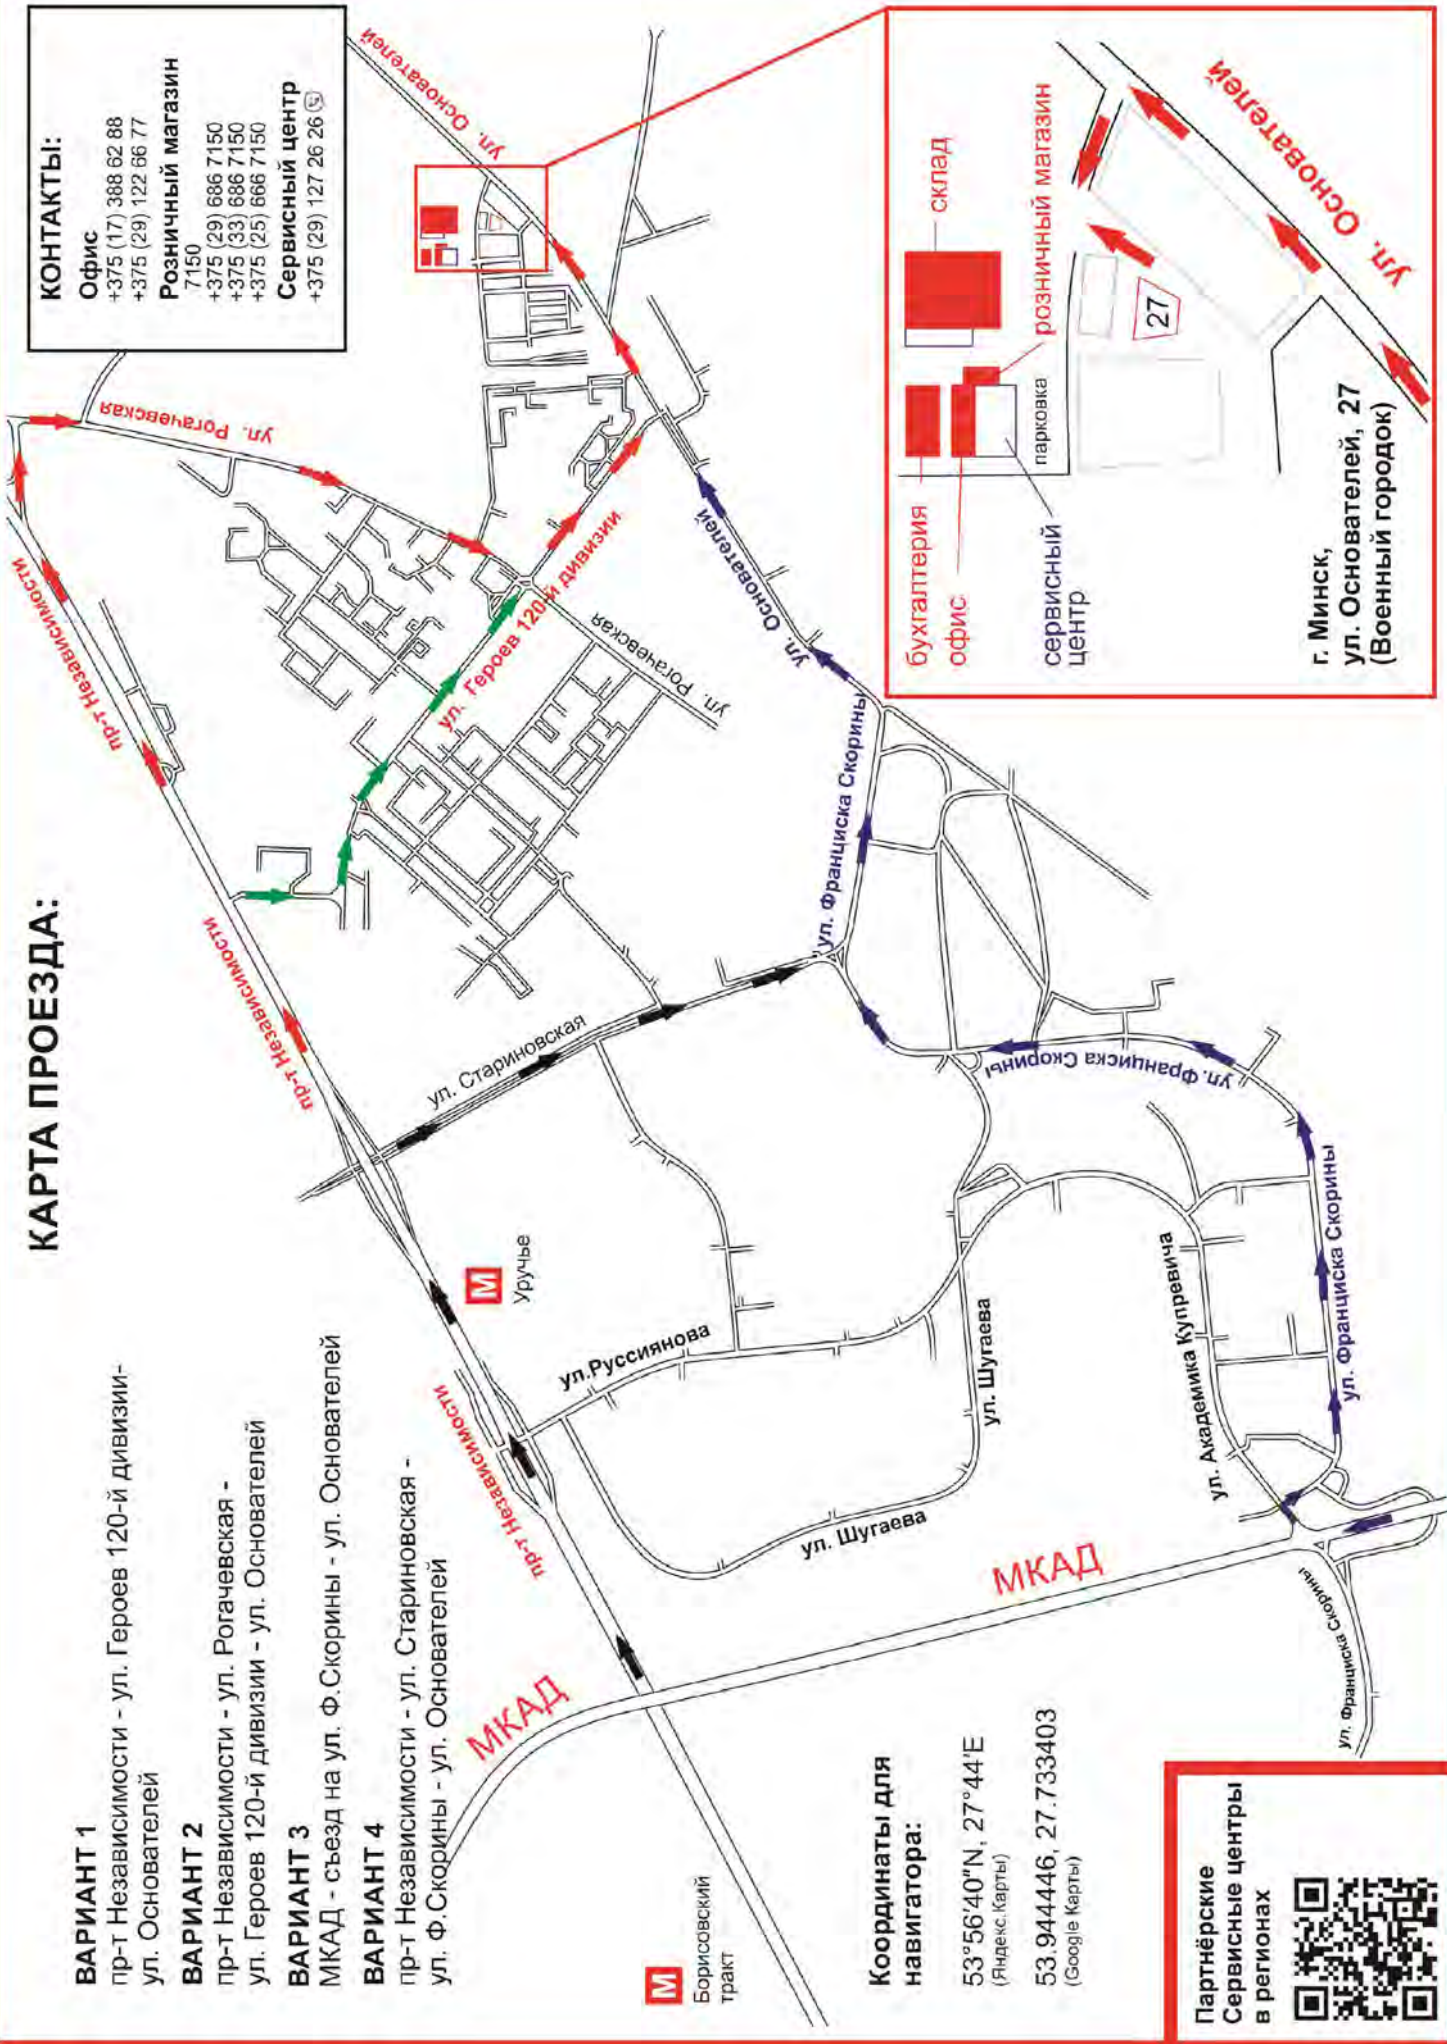 КАРТА ПРОЕЗДА:
ВАРИАНТ 1
пр-т Независимости - ул. Героев 120-й дивизии-
ул. Основателей
ВАРИАНТ 2
пр-т Независимости - ул. Рогачевская -
ул. Героев 120-й дивизии - ул. Основателей
ВАРИАНТ 3
МКАД - съезд на ул. Ф.Скорины - ул. Основателей
ВАРИАНТ 4
пр-т Независимости - ул. Стариновская -
ул. Ф.Скорины - ул. Основателей
КОНТАКТЫ:
Офис
+375 (17) 388 62 88
+375 (29) 122 66 77
Розничный магазин
7150
+375 (29) 686 7150
+375 (33) 686 7150
+375 (25) 666 7150
Сервисный центр
+375 (29) 127 26 26
пр-т Независимости
пр-т Независимости
пр-т Независимости
пр-т Независимости
ул. Рогачевская
ул. Основателей
ул. Героев 120-й дивизии
ул. Рогачевская
ул. Основателей
ул. Стариновская
ул. Франциска Скорины
ул. Франциска Скорины
ул. Франциска Скорины
ул. Франциска Скорины
М
Уручье
ул.Руссиянова
ул. Шугаева
ул. Шугаева
ул. Академика Купревича
МКАД
МКАД
М
Борисовский
тракт
Координаты для
навигатора:
53°56'40"N, 27°44'E
(Яндекс.Карты)
53.944446, 27.733403
(Google Карты)
Партнёрские
Сервисные центры
в регионах
бухгалтерия
офис
сервисный
центр
склад
розничный магазин
парковка
27
ул. Основателей
г. Минск,
ул. Основателей, 27
(Военный городок)